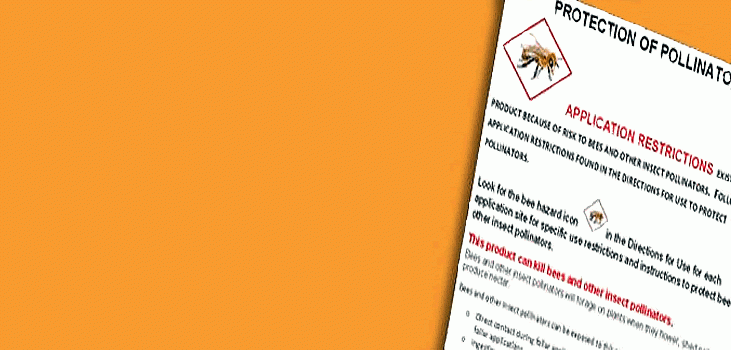 PROTECTION OF POLLINATO
APPLICATION RESTRICTIONS EXIS
PRODUCT BECAUSE OF RISK TO BEES AND OTHER INSECT POLLINATORS. FOLL
APPLICATION RESTRICTIONS FOUND IN THE DIRECTIONS FOR USE TO PROTECT
POLLINATORS.
Look for the bee hazard icon in the Directions for Use for each
application site for specific use restrictions and instructions to protect bee
other insect pollinators.
This product can kill bees and other insect pollinators.
Bees and other insect pollinators will forage on plants when they flower, shed
produce nectar.
Bees and other insect pollinators can be exposed to this
o Direct contact during foliar
foliar applications
o Ingestion